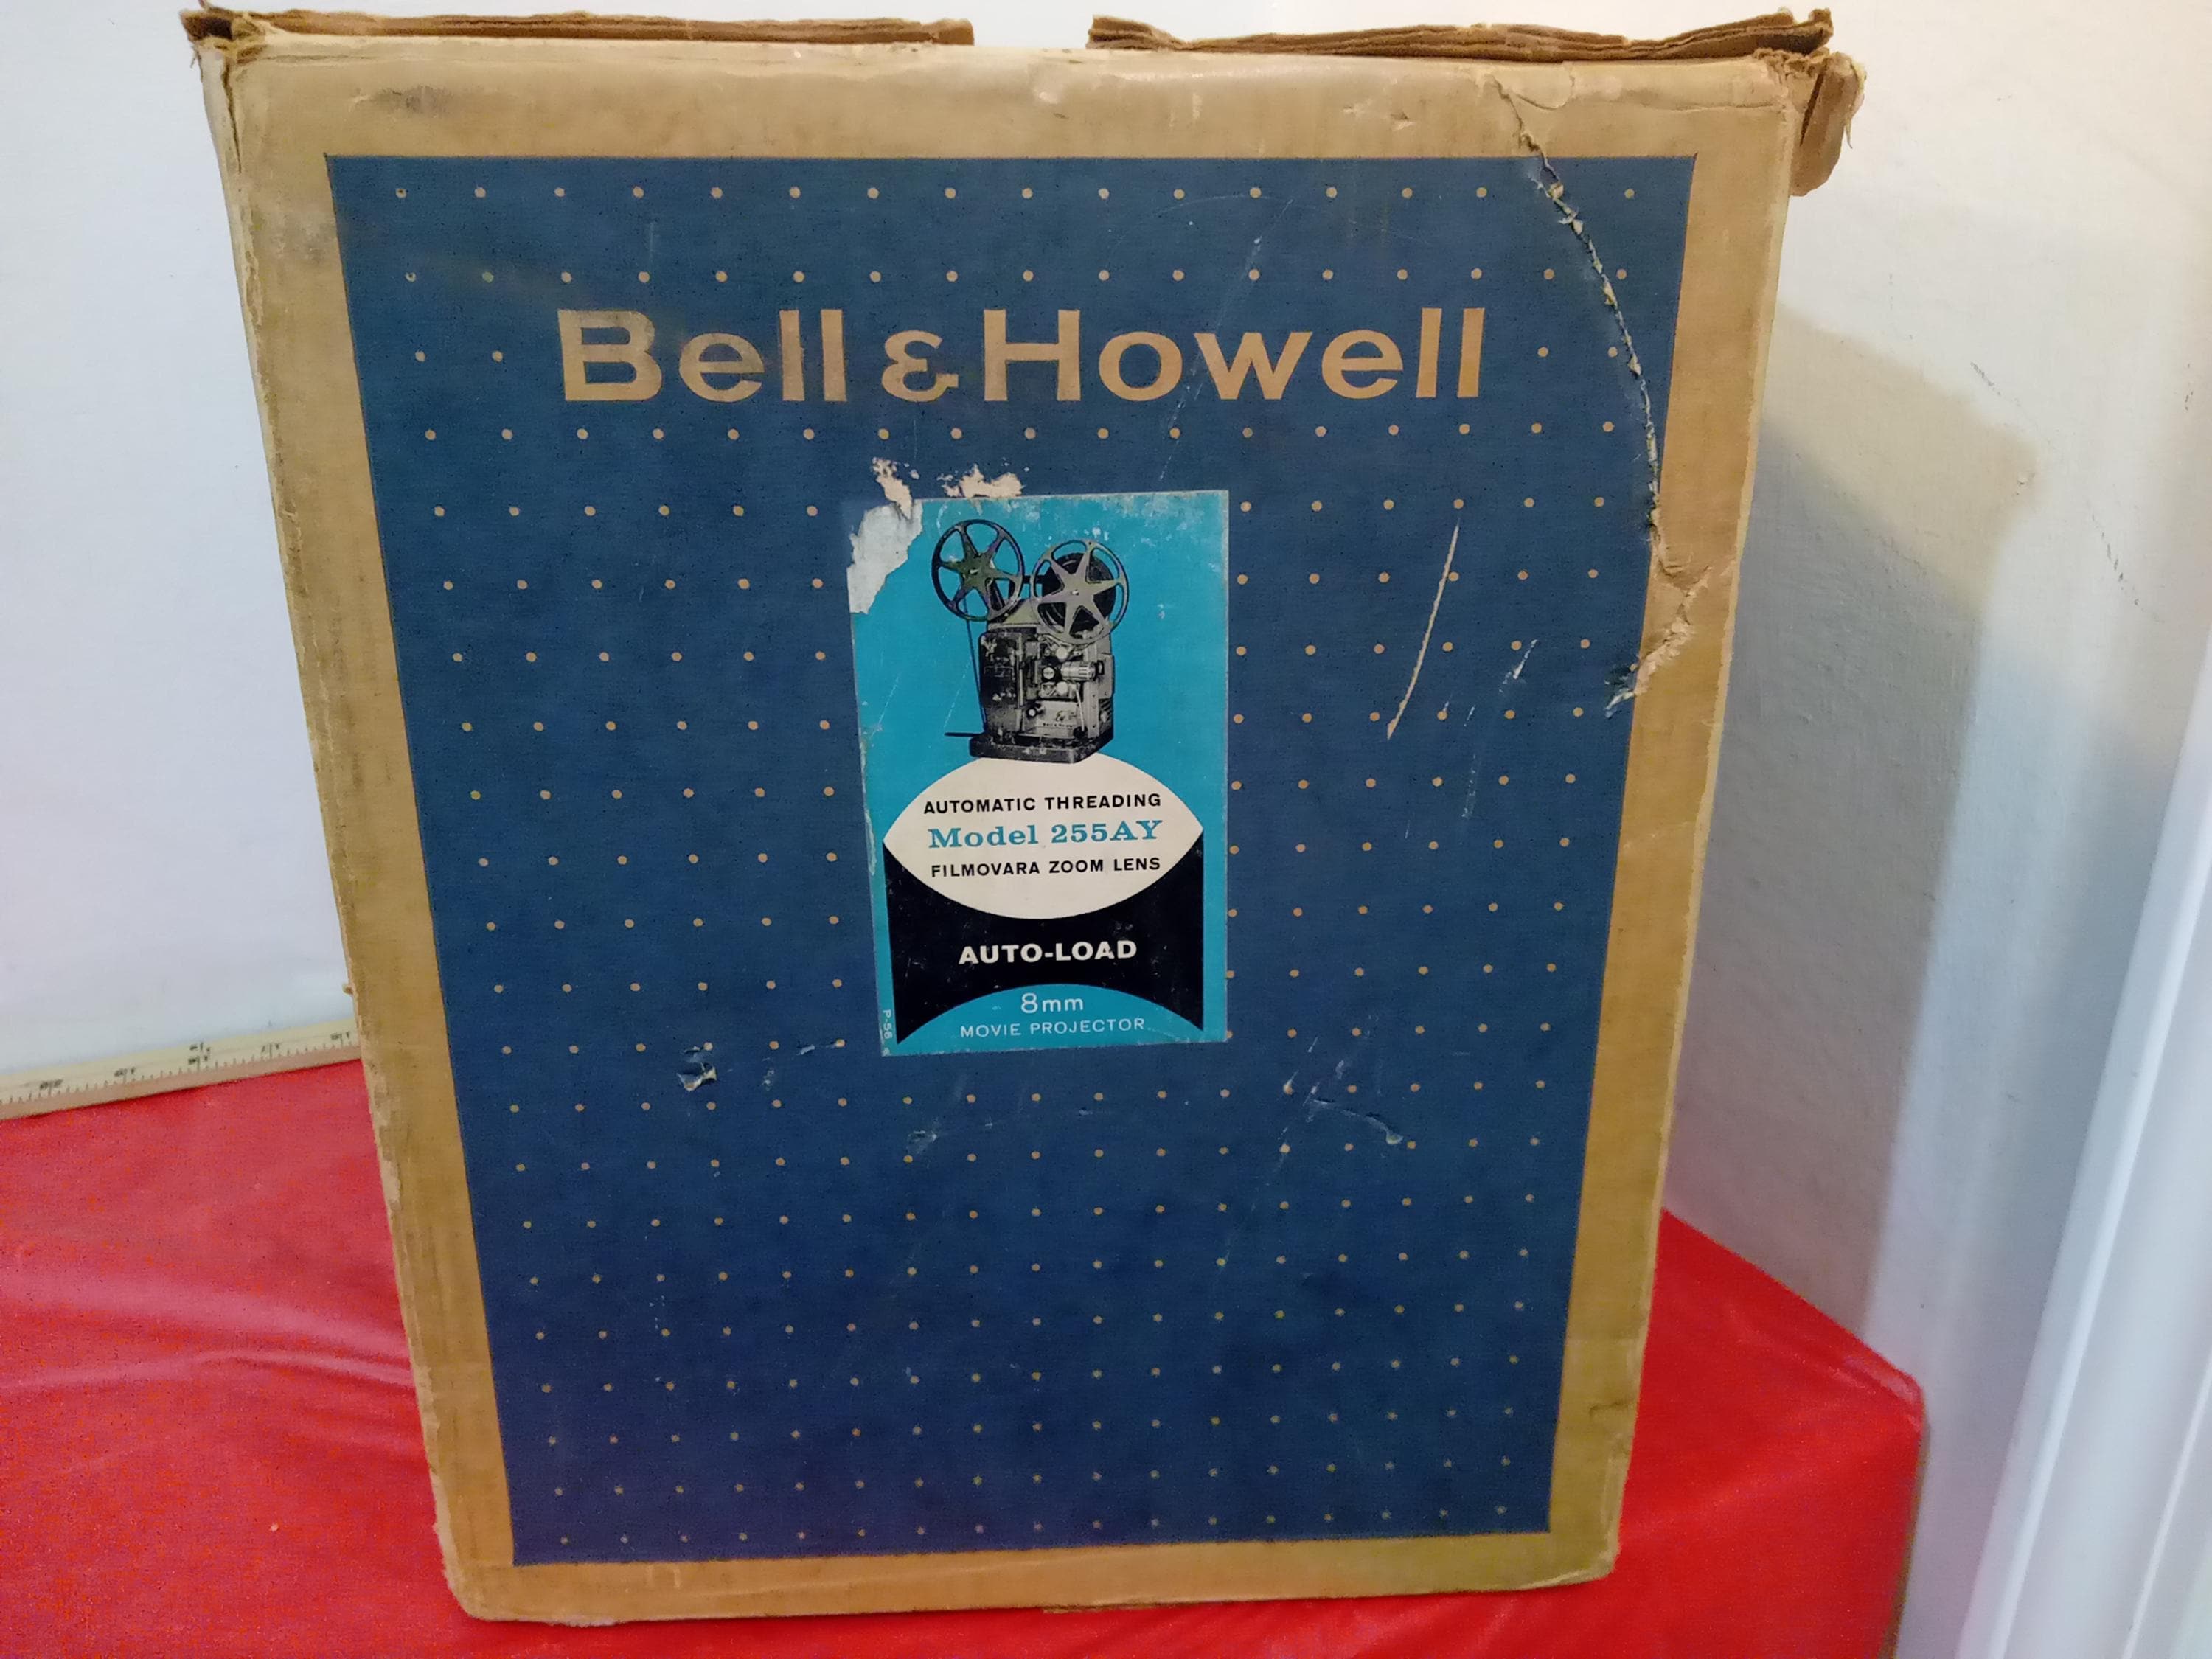 Bell & Howell
AUTOMATIC THREADING
Model 255AY
FILMOVARA ZOOM LENS
AUTO-LOAD
8mm
MOVIE PROJECTOR
P-56